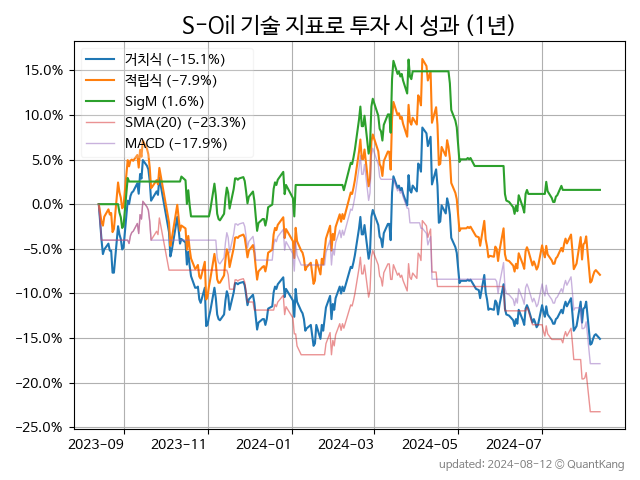 S-Oil 기술 지표로 투자 시 성과 (1년)
거치식 (−15.1%)
적립식 (−7.9%)
SigM (1.6%)
SMA(20) (−23.3%)
MACD (−17.9%)
15.0%
10.0%
5.0%
0.0%
−5.0%
−10.0%
−15.0%
−20.0%
−25.0%
2023-09 2023-11 2024-01 2024-03 2024-05 2024-07
updated: 2024-08-12 ⓒ QuantKang